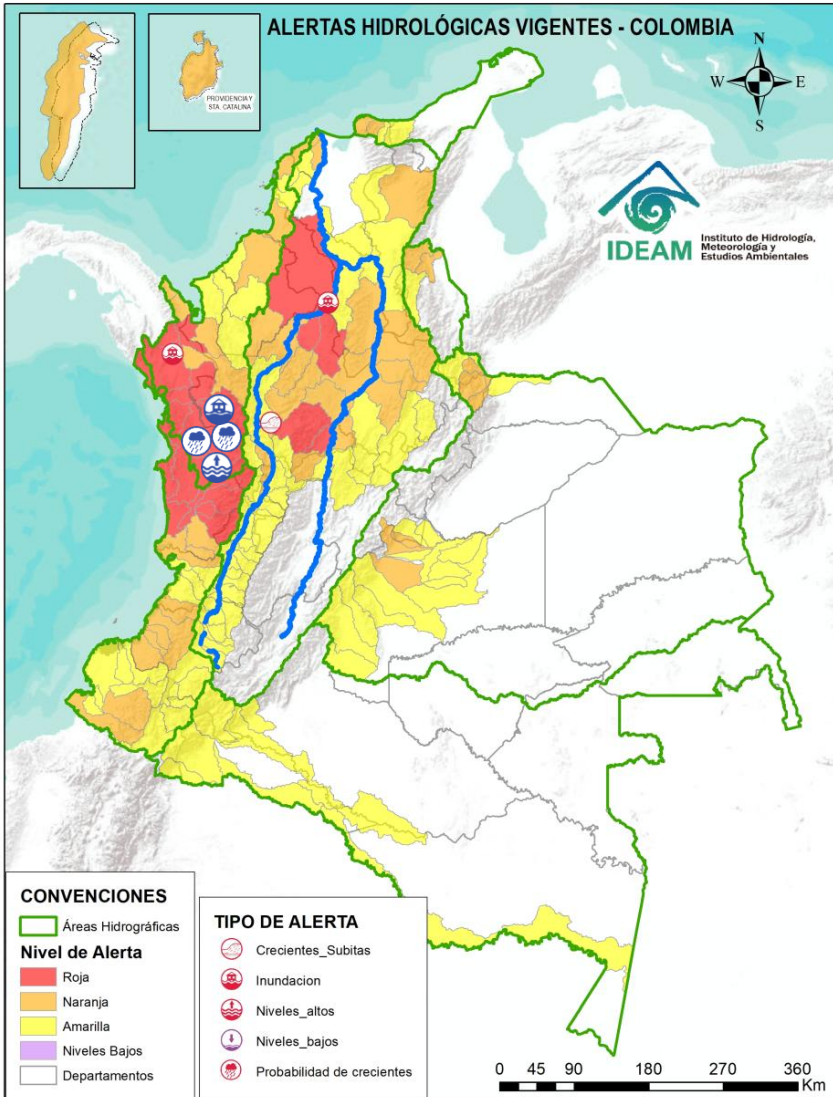 ALERTAS HIDROLÓGICAS VIGENTES - COLOMBIA
PROVIDENCIA Y
STA. CATALINA
N
W
E
S
IDEAM
Instituto de Hidrología,
Meteorología y
Estudios Ambientales
CONVENCIONES
Áreas Hidrográficas
Nivel de Alerta
Roja
Naranja
Amarilla
Niveles Bajos
Departamentos
TIPO DE ALERTA
Crecientes_Subitas
Inundacion
Niveles_altos
Niveles_bajos
Probabilidad de crecientes
0 45 90 180 270 360
Km